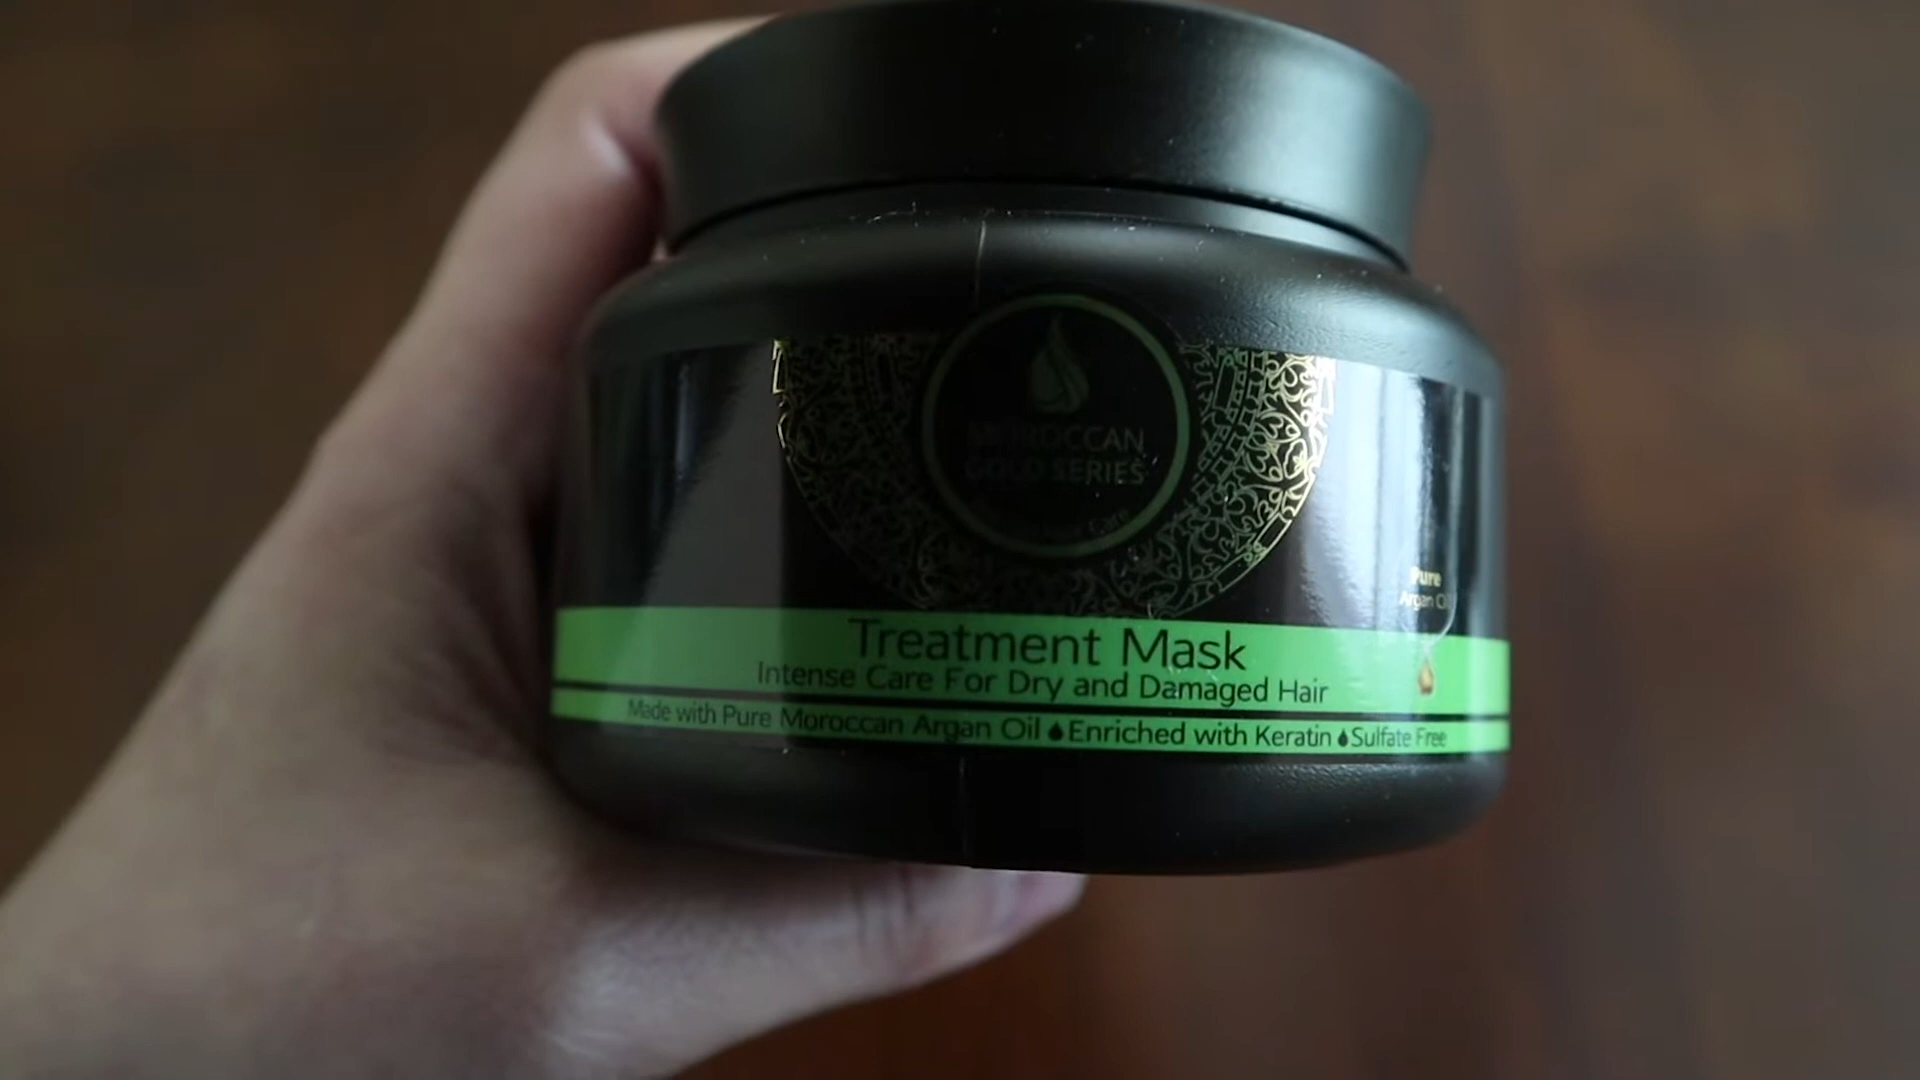 MOROCCAN
GOLD SERIES
Care
Pure
Argan Oil
Treatment Mask
Intense Care For Dry and Damaged Hair
Made with Pure Moroccan Argan Oil Enriched with Keratin Sulfate Free